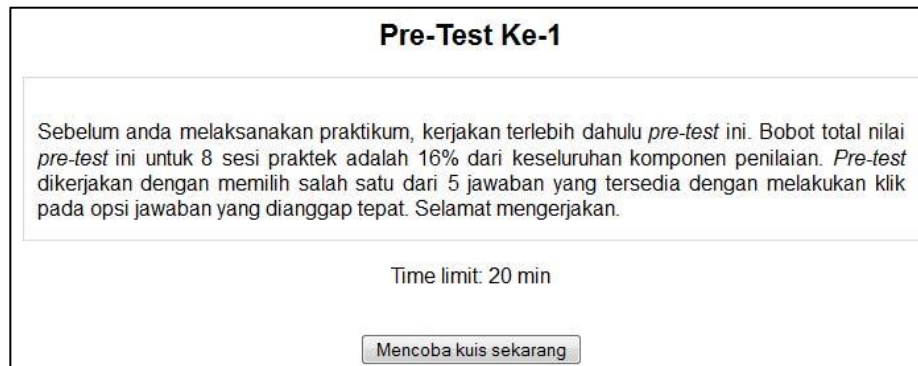 Pre-Test Ke-1
Sebelum anda melaksanakan praktikum, kerjakan terlebih dahulu pre-test ini. Bobot total nilai
pre-test ini untuk 8 sesi praktek adalah 16% dari keseluruhan komponen penilaian. Pre-test
dikerjakan dengan memilih salah satu dari 5 jawaban yang tersedia dengan melakukan klik
pada opsi jawaban yang dianggap tepat. Selamat mengerjakan.
Time limit: 20 min
Mencoba kuis sekarang